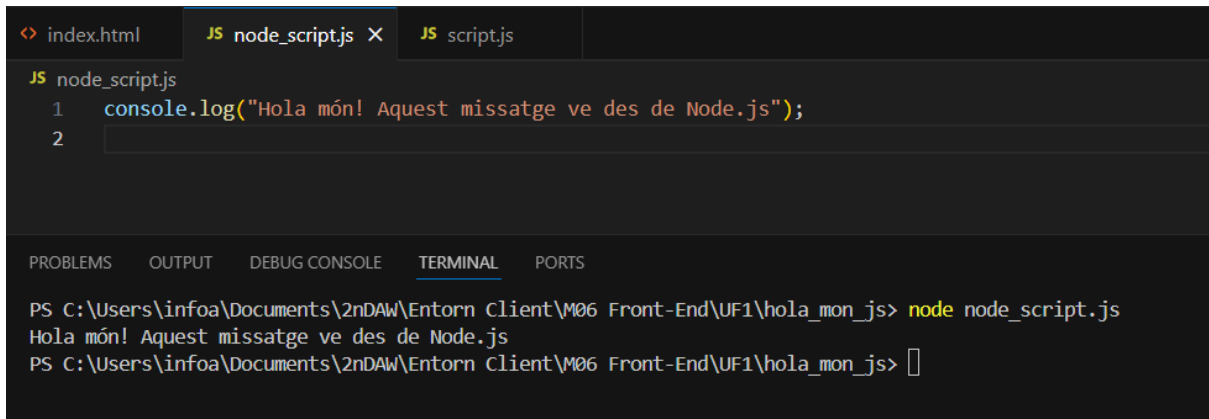 <> index.html JS node_script.js X JS script.js
JS node_script.js
1 console.log("Hola món! Aquest missatge ve des de Node.js");
2
PROBLEMS OUTPUT DEBUG CONSOLE TERMINAL PORTS
PS C:\Users\infoa\Documents\2nDAW\Entorn Client\M06 Front-End\UF1\hola_mon_js> node node_script.js
Hola món! Aquest missatge ve des de Node.js
PS C:\Users\infoa\Documents\2nDAW\Entorn Client\M06 Front-End\UF1\hola_mon_js>